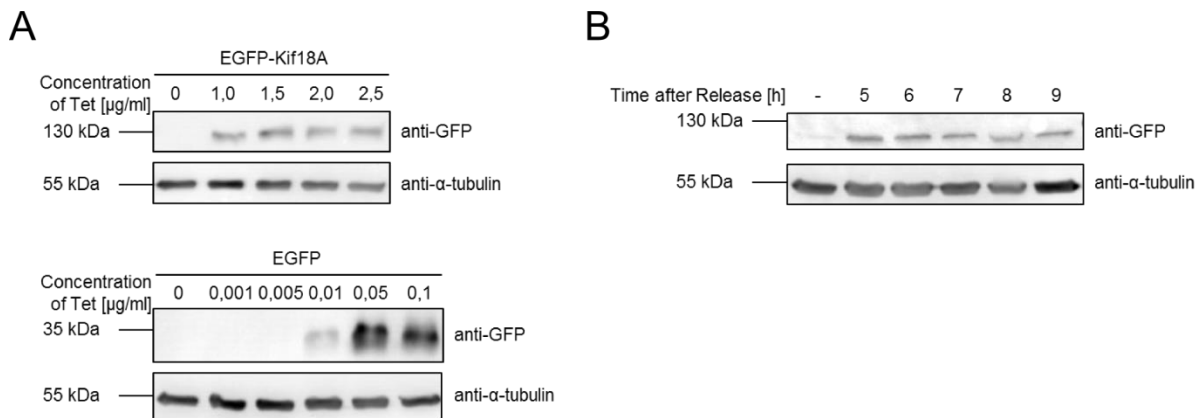 A
EGFP-Kif18A
Concentration
of Tet [µg/ml]
0 1,0 1,5 2,0 2,5
130 kDa
anti-GFP
55 kDa
anti-α-tubulin
EGFP
Concentration
of Tet [µg/ml]
0 0,001 0,005 0,01 0,05 0,1
35 kDa
anti-GFP
55 kDa
anti-α-tubulin
B
Time after Release [h] - 5 6 7 8 9
130 kDa
anti-GFP
55 kDa
anti-α-tubulin